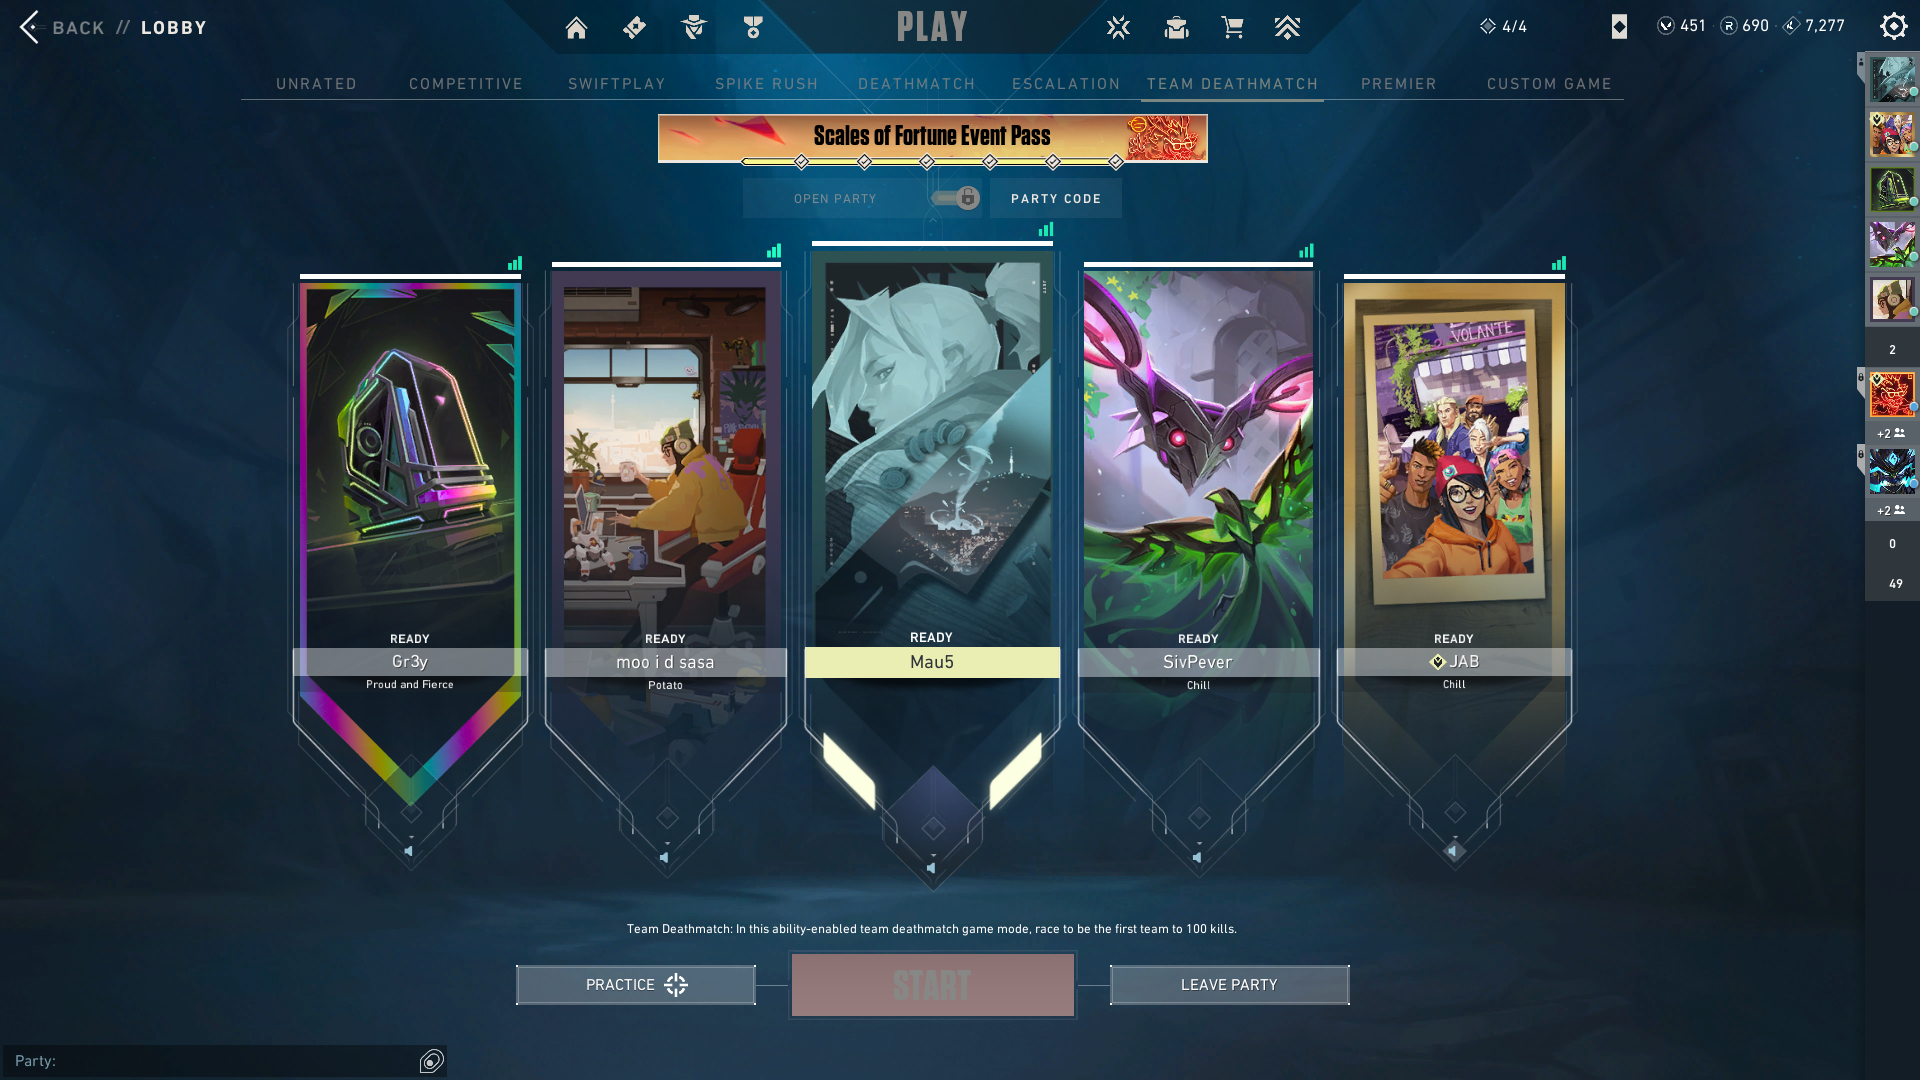 BACK // LOBBY
PLAY
4/4
451
690
7,277
UNRATED
COMPETITIVE
SWIFTPLAY
SPIKE RUSH
DEATHMATCH
ESCALATION
TEAM DEATHMATCH
PREMIER
CUSTOM GAME
Scales of Fortune Event Pass
OPEN PARTY
PARTY CODE
VOLANTE
READY
Gr3y
Proud and Fierce
READY
moo i d sasa
Potato
READY
Mau5
READY
SivPever
Chill
READY
JAB
Chill
2
+2
+2
0
49
Team Deathmatch: In this ability-enabled team deathmatch game mode, race to be the first team to 100 kills.
PRACTICE
START
LEAVE PARTY
Party: